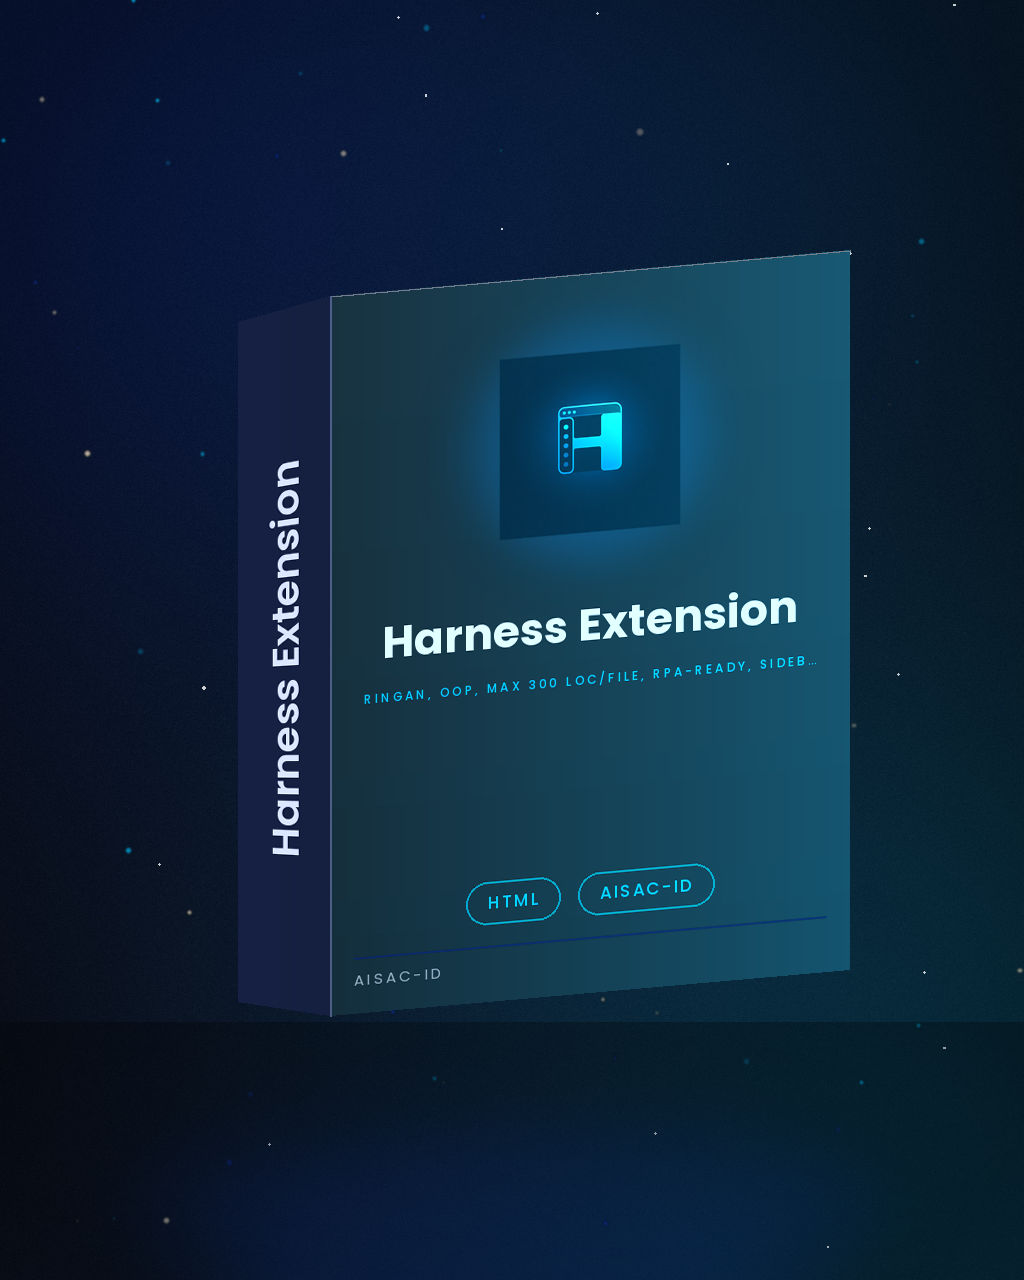 Harness Extension
Harness Extension
RINGAN, OOP, MAX 300 LOC/FILE, RPA-READY, SIDEB...
HTML
AISAC-ID
AISAC-ID